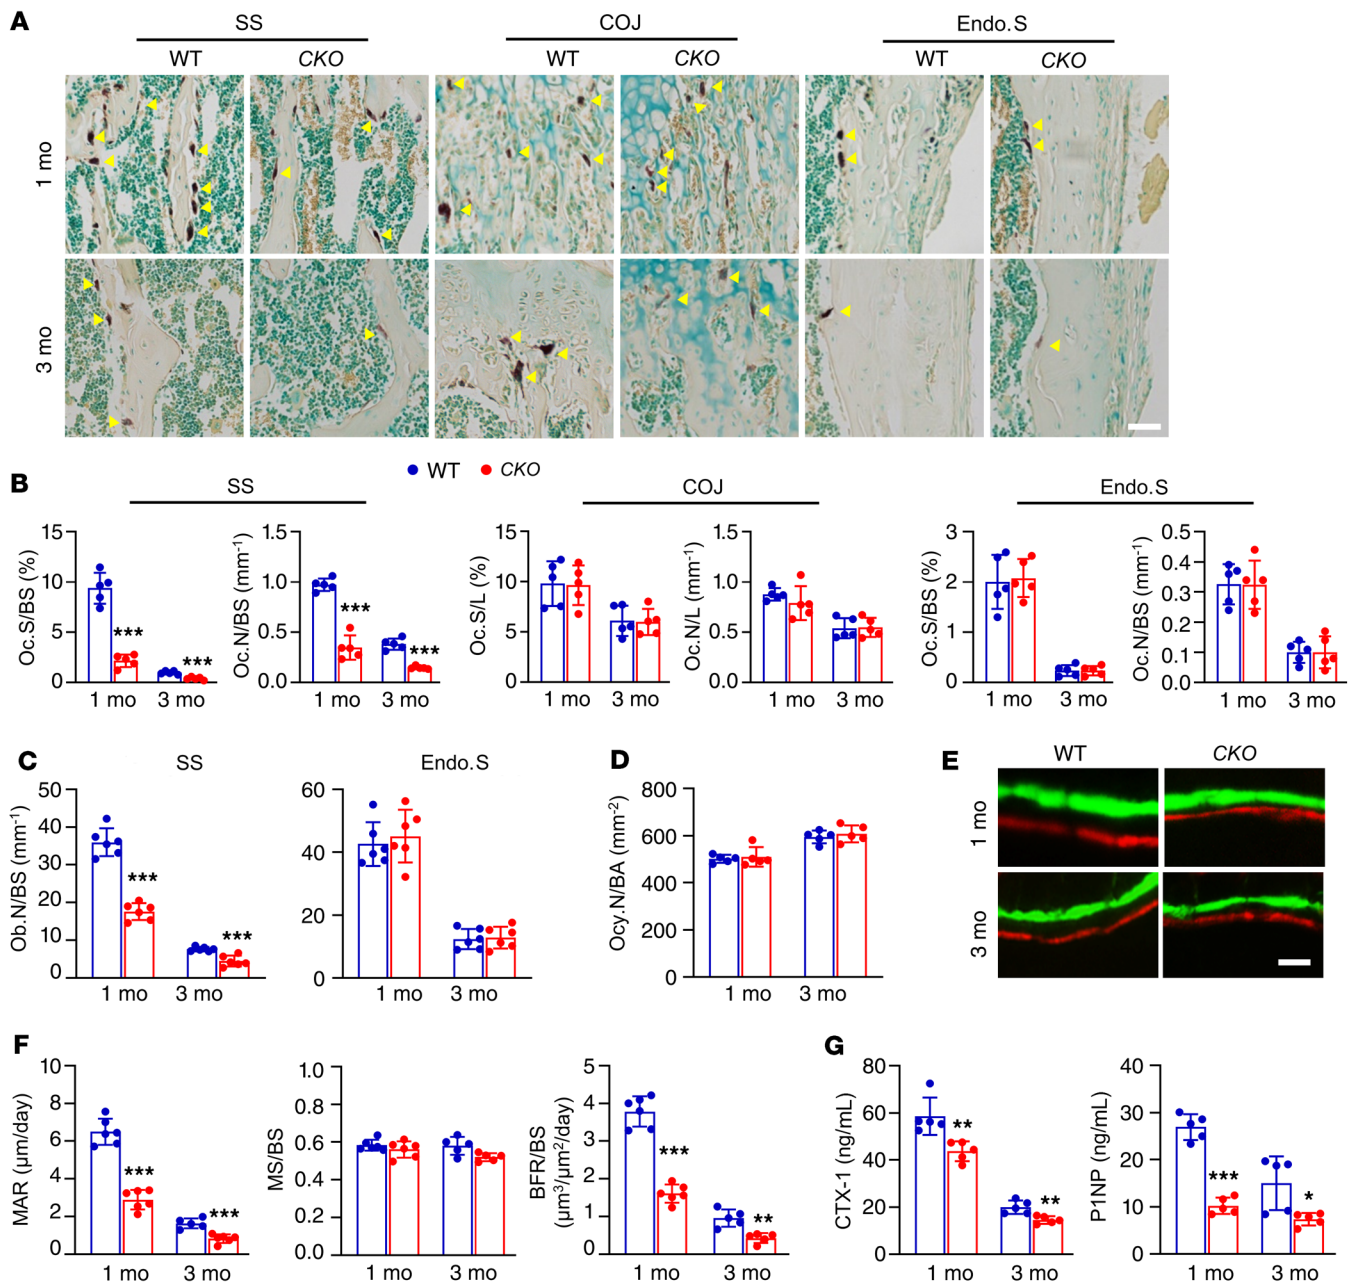 A
SS
COJ
Endo.S
WT
CKO
WT
CKO
WT
CKO
1 mo
3 mo
B
WT
CKO
SS
COJ
Endo.S
Oc.S/BS (%)
15
10
5
0
***
***
1 mo
3 mo
Oc.N/BS (mm⁻¹)
1.5
1.0
0.5
0.0
***
***
1 mo
3 mo
Oc.S/L (%)
15
10
5
0
1 mo
3 mo
Oc.N/L (mm⁻¹)
1.5
1.0
0.5
0.0
1 mo
3 mo
Oc.S/BS (%)
3
2
1
0
1 mo
3 mo
Oc.N/BS (mm⁻¹)
0.5
0.4
0.3
0.2
0.1
0.0
1 mo
3 mo
C
SS
Ob.N/BS (mm⁻¹)
50
40
30
20
10
0
***
***
1 mo
3 mo
Endo.S
60
40
20
0
1 mo
3 mo
D
Ocy.N/BA (mm⁻²)
800
600
400
200
0
1 mo
3 mo
E
WT
CKO
1 mo
3 mo
F
MAR (μm/day)
10
8
6
4
2
0
***
***
1 mo
3 mo
MS/BS
1.0
0.8
0.6
0.4
0.2
0.0
1 mo
3 mo
BFR/BS
(μm³/μm²/day)
5
4
3
2
1
0
***
**
1 mo
3 mo
G
CTX-1 (ng/mL)
80
60
40
20
0
**
**
1 mo
3 mo
P1NP (ng/mL)
40
30
20
10
0
***
*
1 mo
3 mo